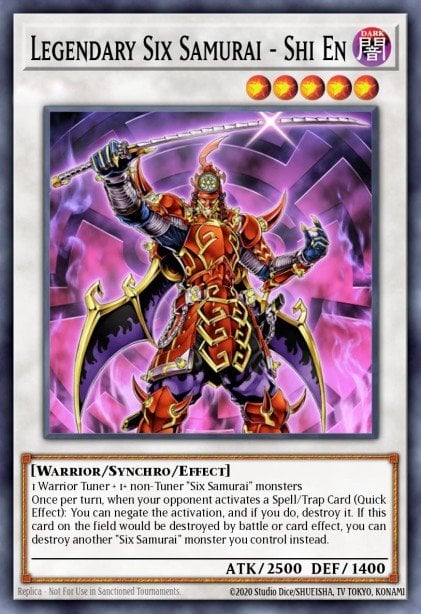 Legendary Six Samurai - Shi En
DARK
闇
[Warrior/Synchro/Effect]
1 Warrior Tuner + 1+ non-Tuner "Six Samurai" monsters
Once per turn, when your opponent activates a Spell/Trap Card (Quick
Effect): You can negate the activation, and if you do, destroy it. If this
card on the field would be destroyed by battle or card effect, you can
destroy another "Six Samurai" monster you control instead.
ATK/2500 DEF/1400
Replica - Not For Use in Sanctioned Tournaments.
©2020 Studio Dice/SHUEISHA, TV TOKYO, KONAMI